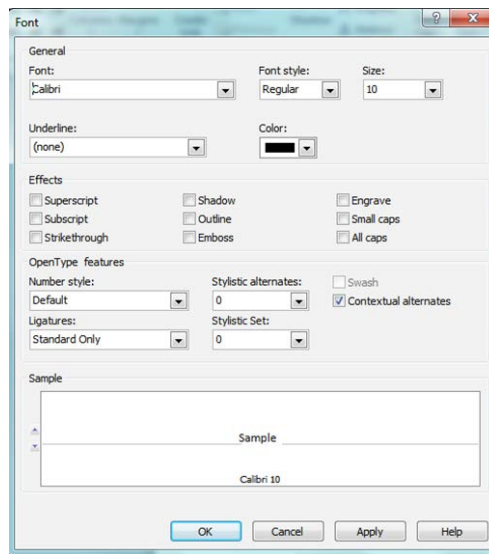 Font
General
Font: Font style: Size:
Calibri Regular 10
Underline: Color:
(none)
Effects
Superscript Shadow Engrave
Subscript Outline Small caps
Strikethrough Emboss All caps
OpenType features
Number style: Stylistic alternates: Swash
Default 0 Contextual alternates
Ligatures: Stylistic Set:
Standard Only 0
Sample
Sample
Calibri 10
OK Cancel Apply Help